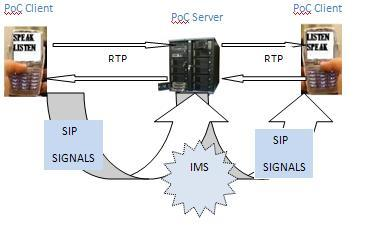 PoC Client
PoC Server
PoC Client
SPEAK
LISTEN
LISTEN
SPEAK
RTP
RTP
SIP
SIGNALS
IMS
SIP
SIGNALS